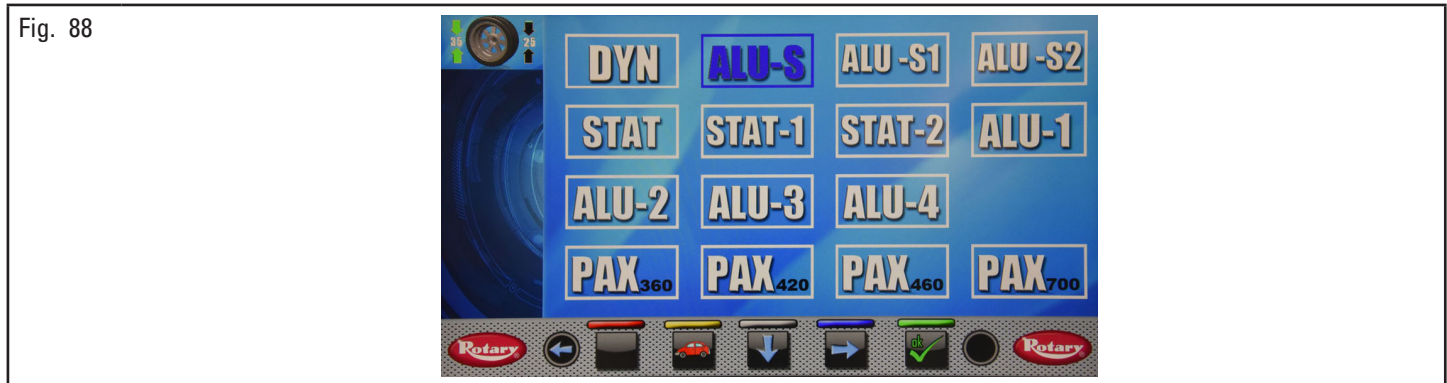 Fig. 88
35 25
DYN ALU-S ALU -S1 ALU -S2
STAT STAT-1 STAT-2 ALU-1
ALU-2 ALU-3 ALU-4
PAX360 PAX420 PAX460 PAX700
ok
Rotary Rotary